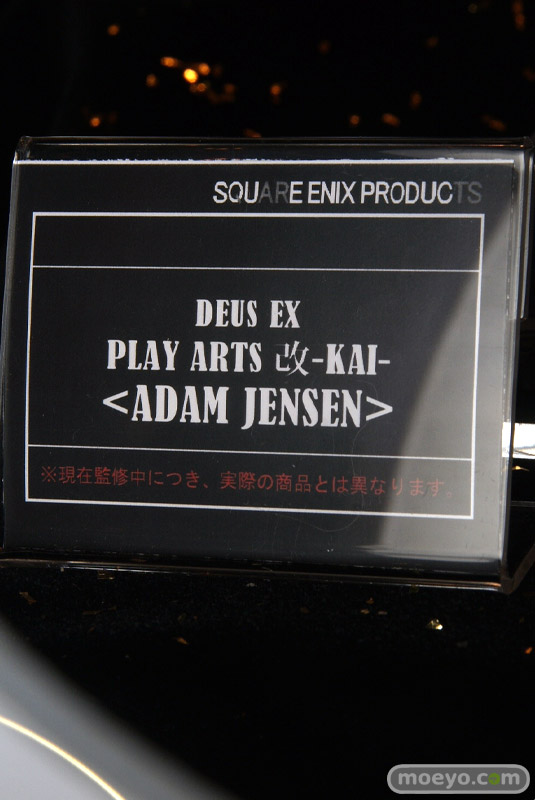 SQUARE ENIX PRODUCTS
DEUS EX
PLAY ARTS 改-KAI-
<ADAM JENSEN>
※現在監修中につき、実際の商品とは異なります。
moeyo.com